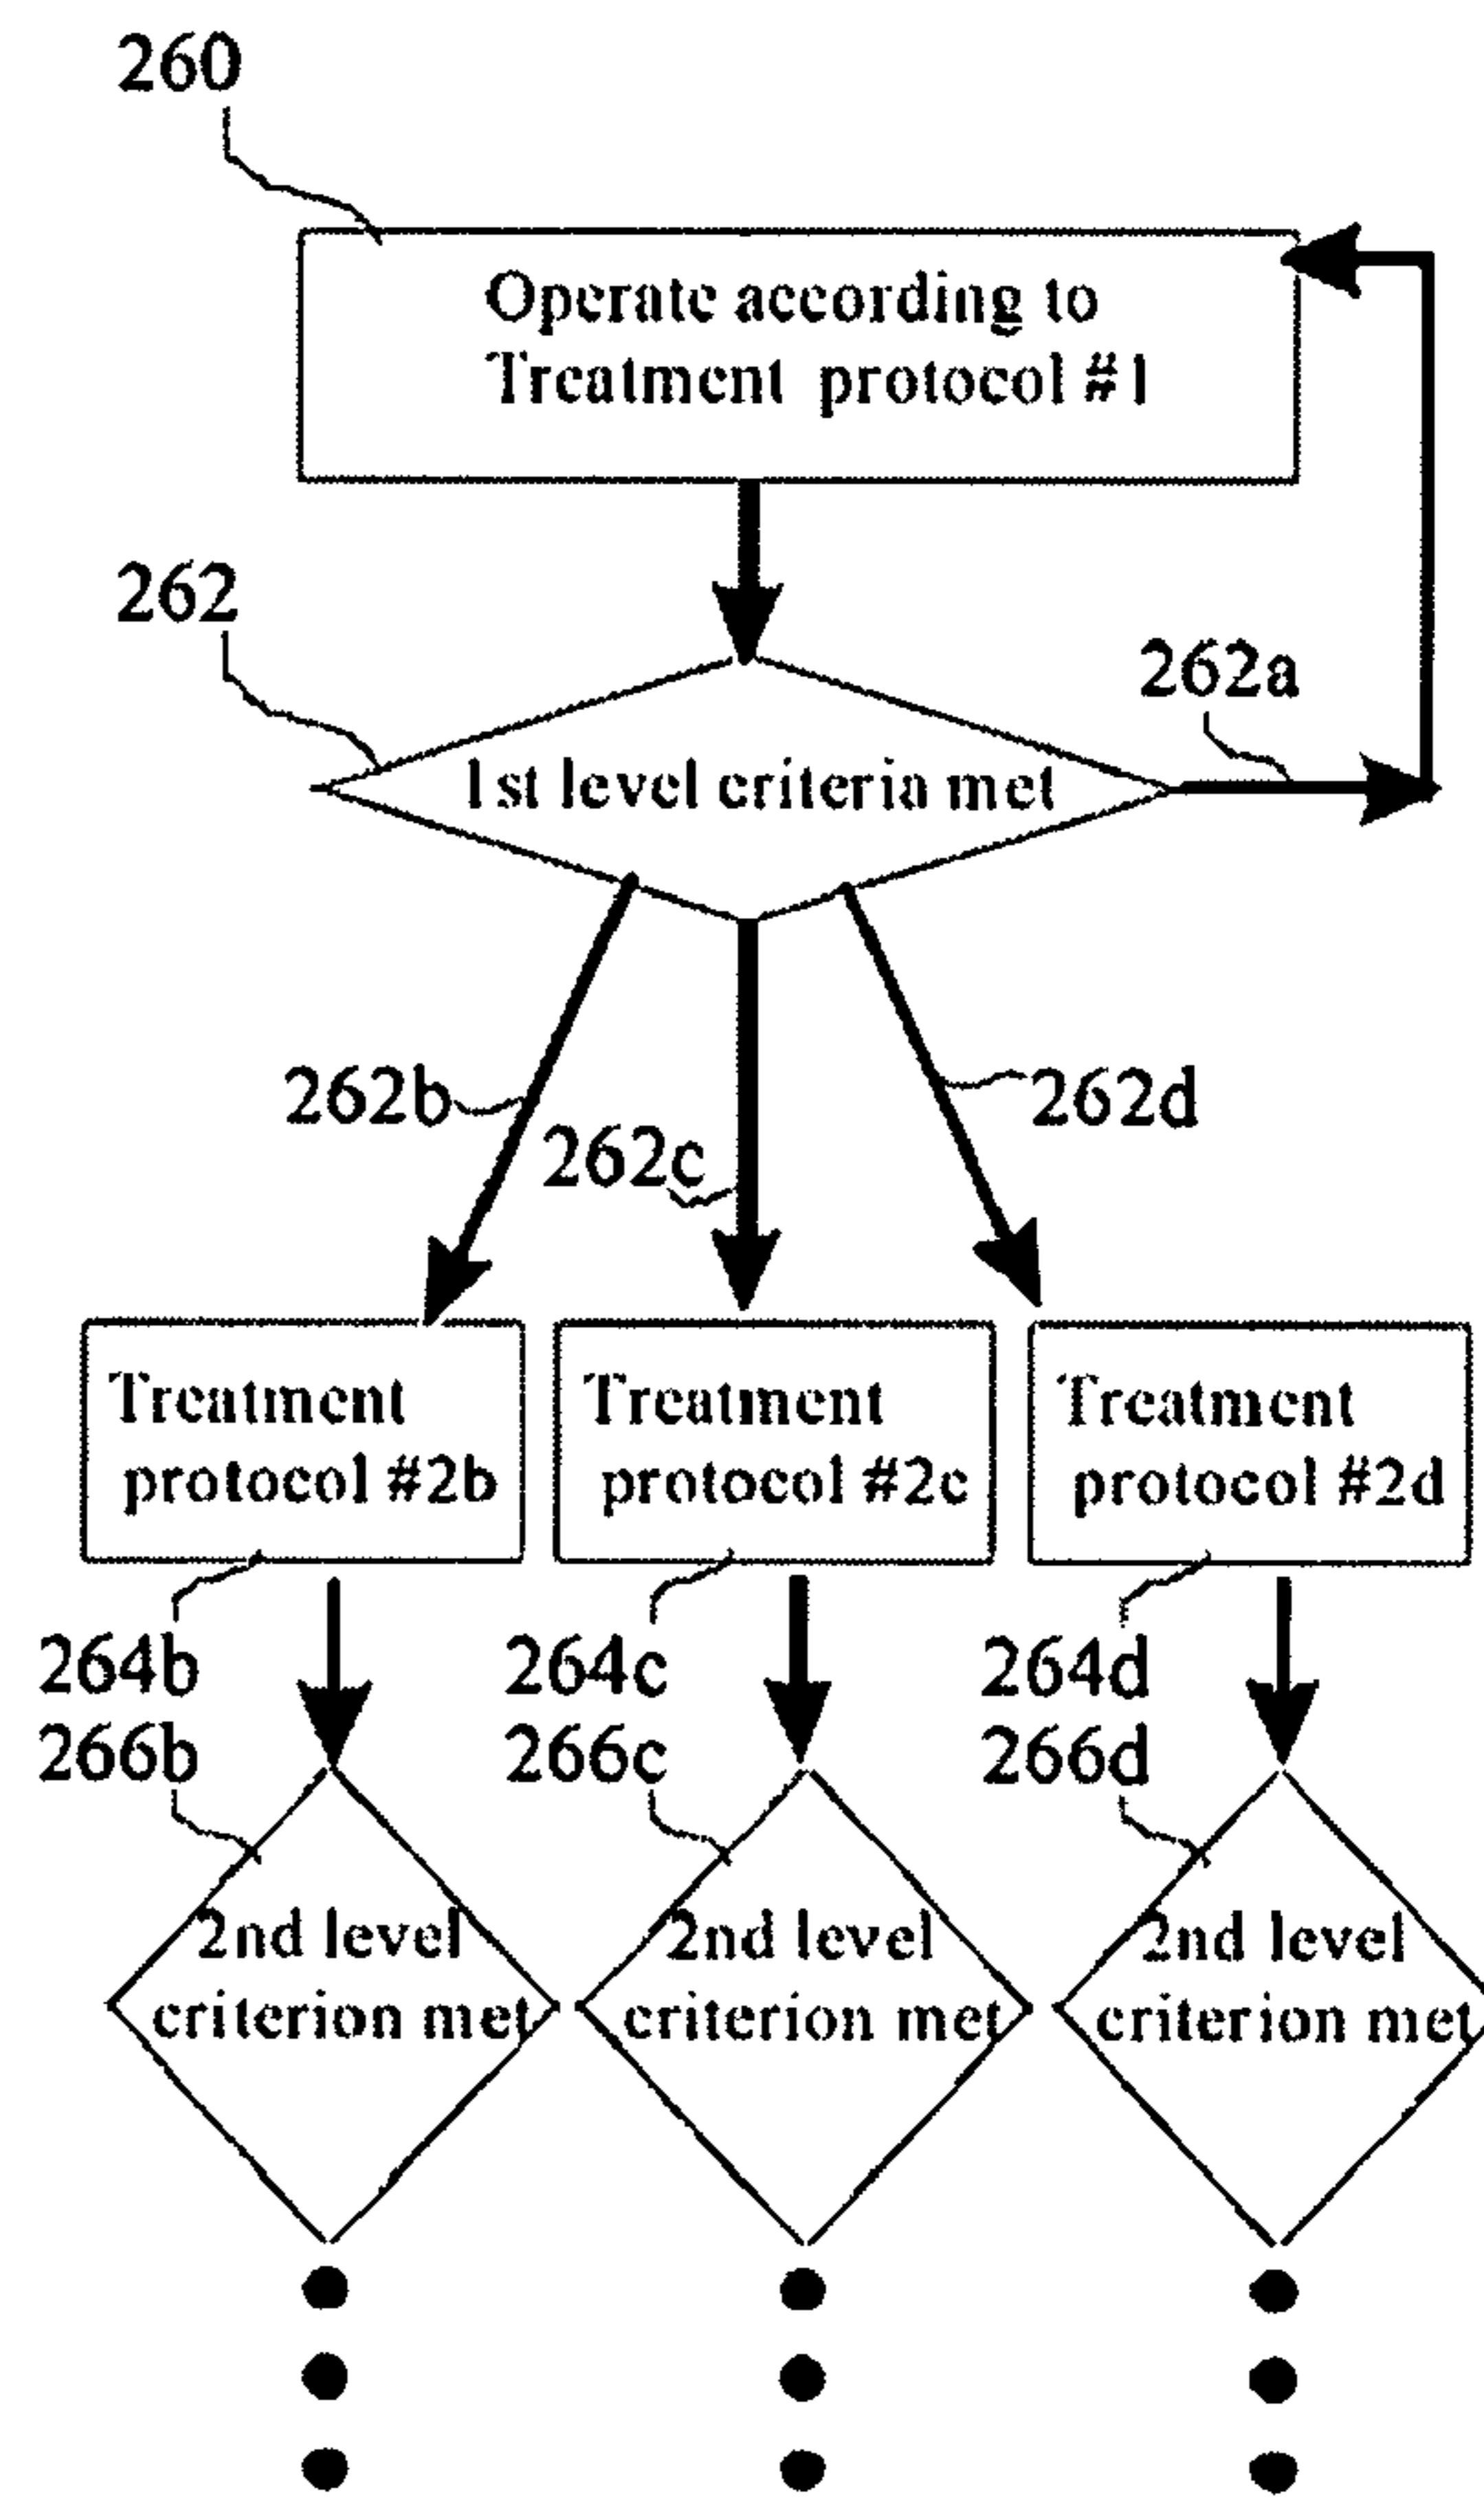 260
Operate according to
Treatment protocol #1
262
262a
1st level criteria met
262b
262d
262c
Treatment
protocol #2b
Treatment
protocol #2c
Treatment
protocol #2d
264b
264c
264d
266b
266c
266d
2nd level
criterion met
2nd level
criterion met
2nd level
criterion met